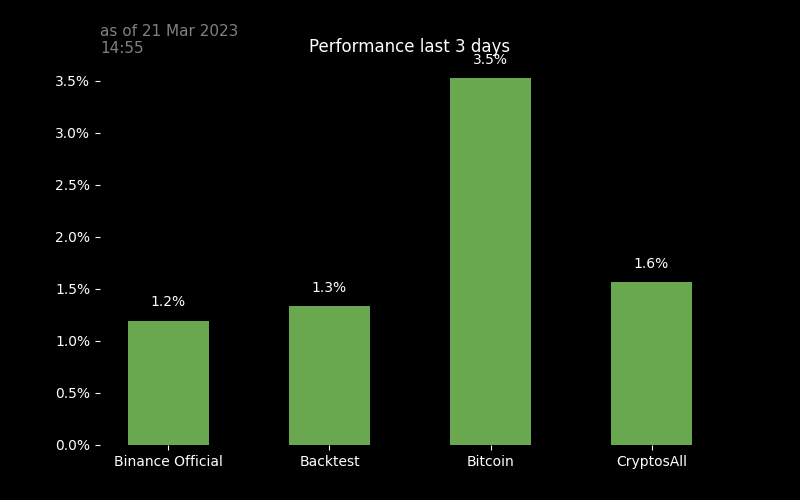 as of 21 Mar 2023
14:55
Performance last 3 days
3.5%
3.5%
3.0%
2.5%
2.0%
1.6%
1.5%
1.3%
1.2%
1.0%
0.5%
0.0%
Binance Official
Backtest
Bitcoin
CryptosAll